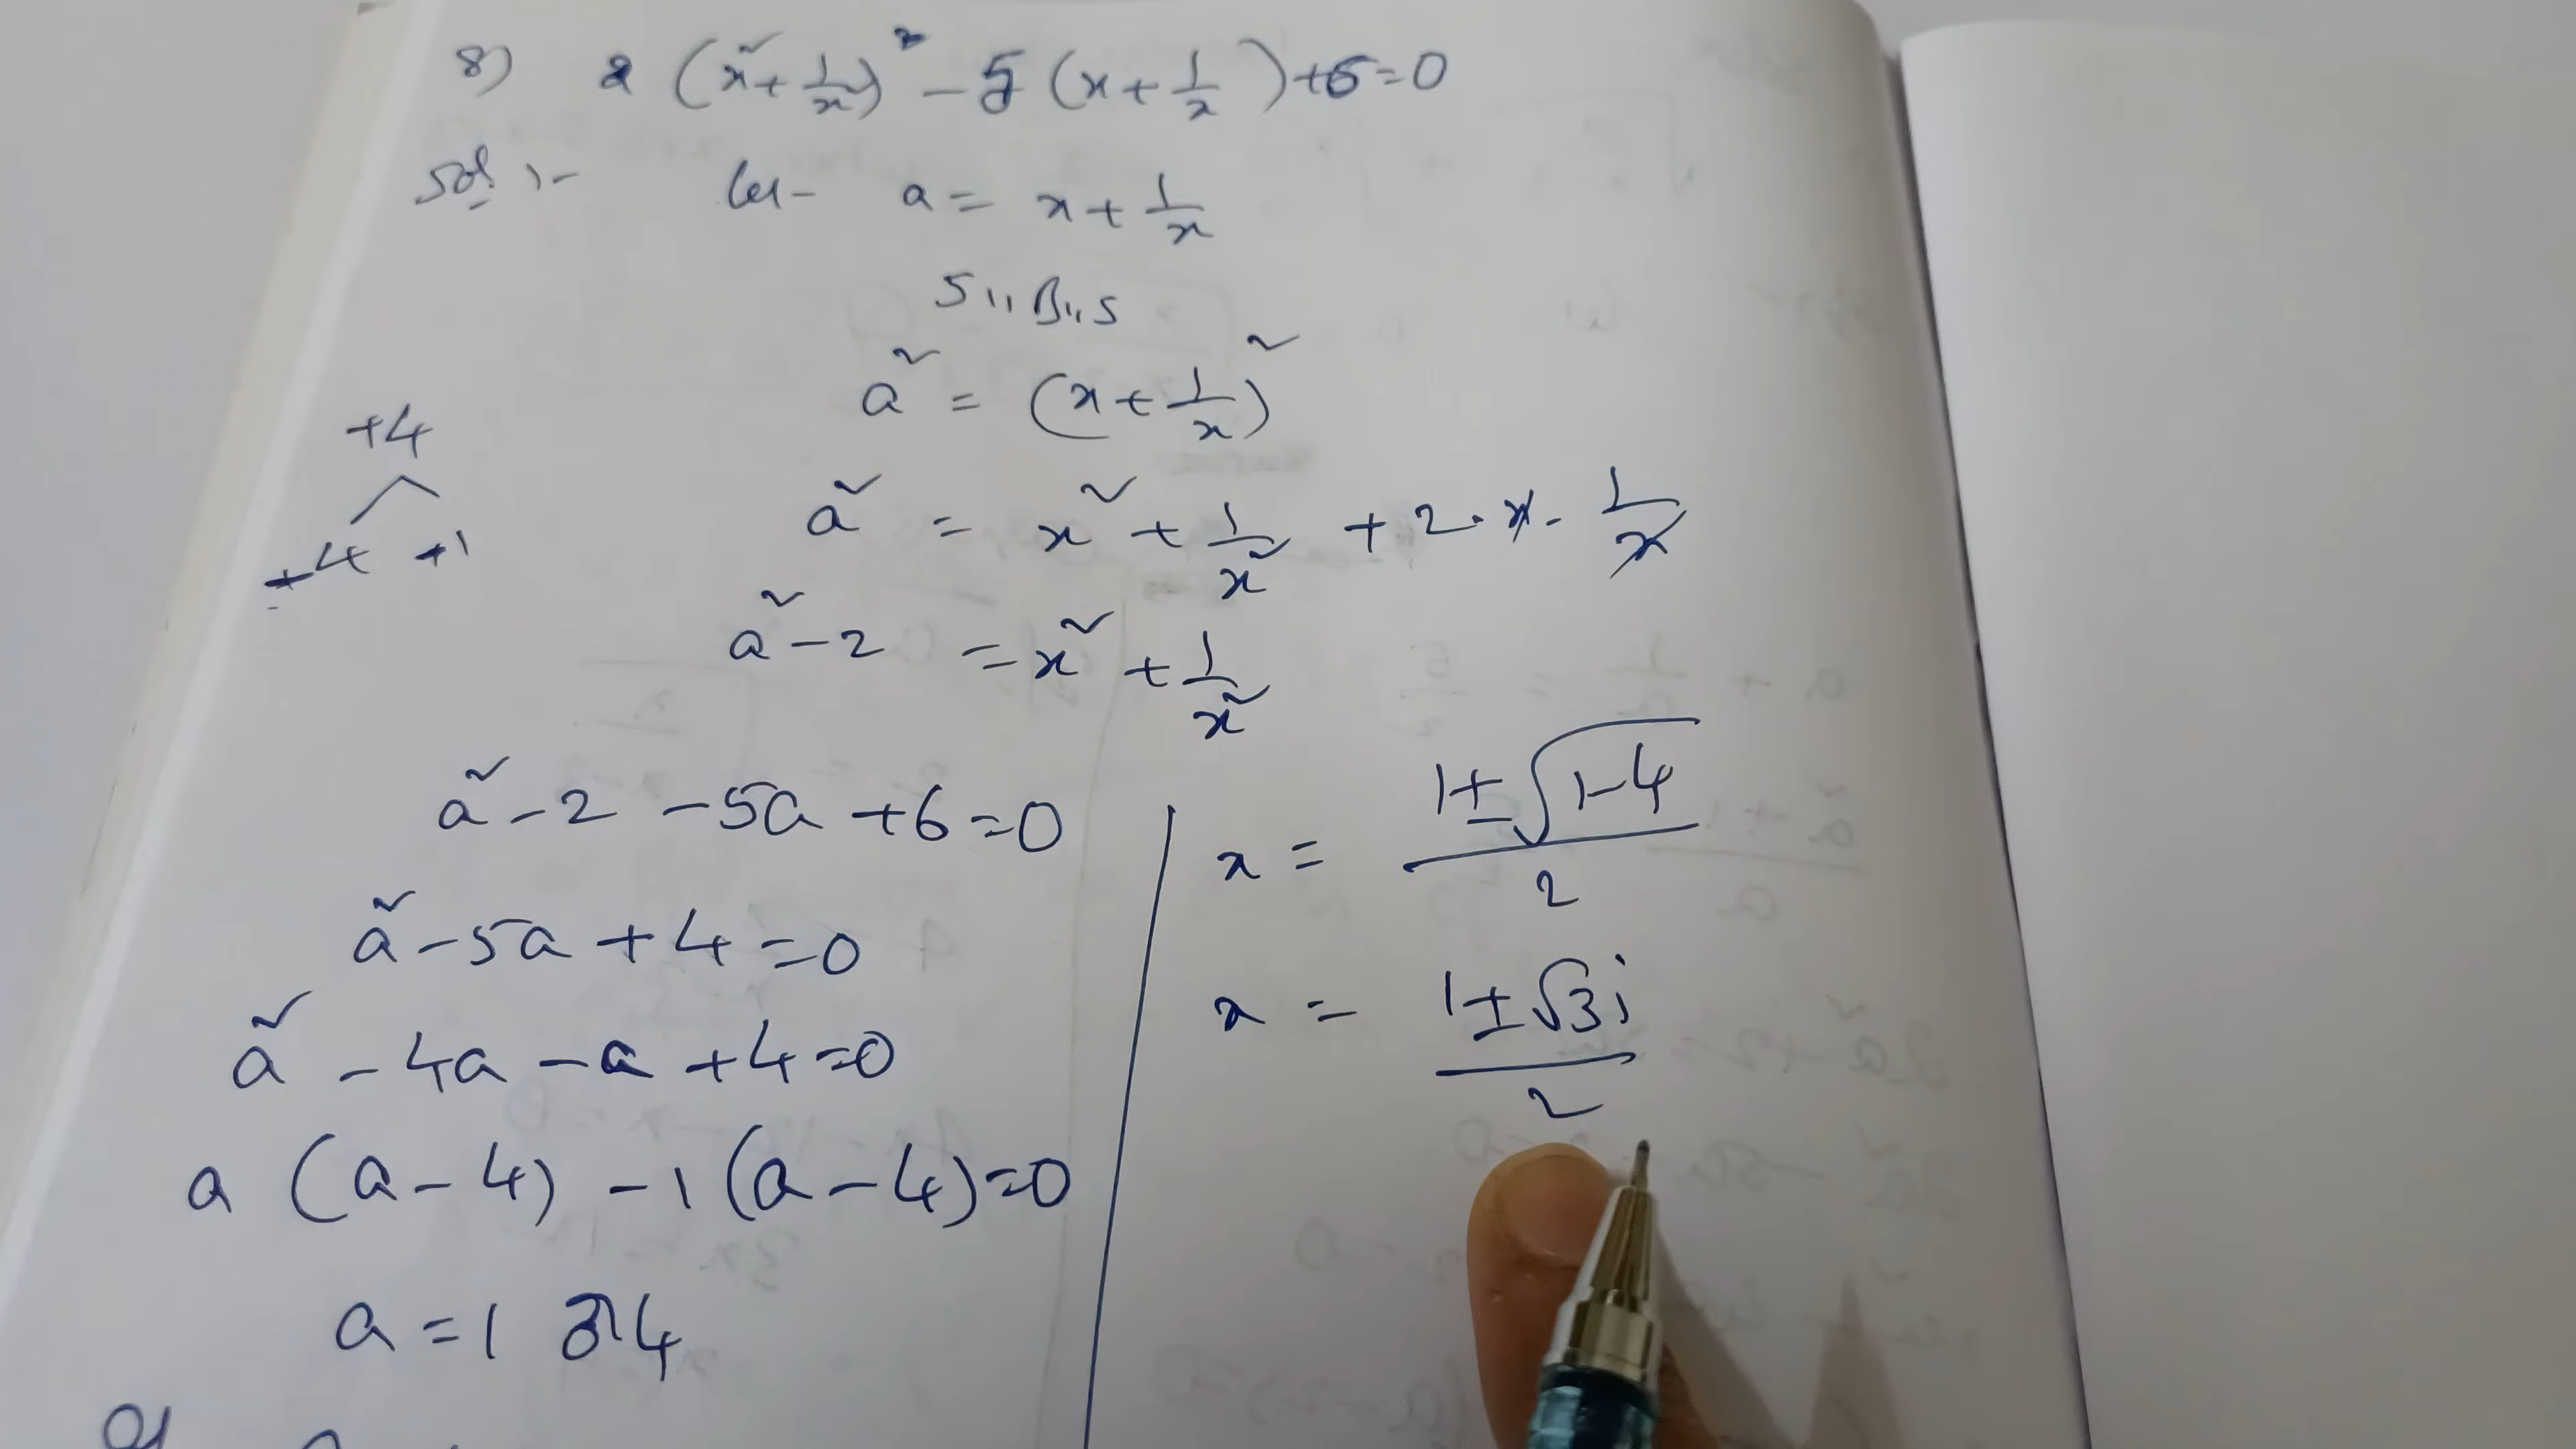 8) 2 (x² + 1/x²) - 5 (x + 1/x) + 6 = 0
Sol :- let a = x + 1/x
S'' B'' S
a² = (x + 1/x)²
+4
-4 +1
a² = x² + 1/x² + 2 · x · 1/x
a² - 2 = x² + 1/x²
a² - 2 - 5a + 6 = 0
a² - 5a + 4 = 0
a² - 4a - a + 4 = 0
a (a - 4) - 1 (a - 4) = 0
a = 1 or 4
x = (1 ± √(1-4)) / 2
x = (1 ± √3 i) / 2